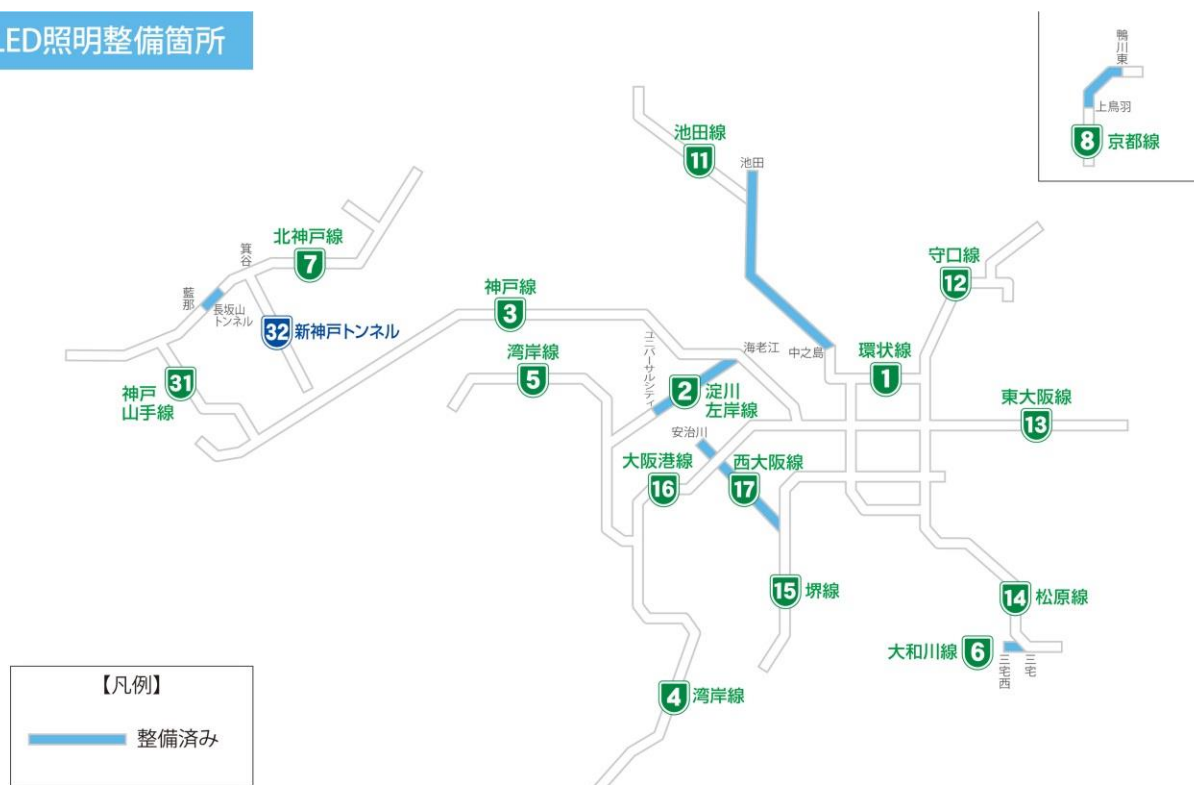 LED照明整備箇所
鴨川東
上鳥羽
8
京都線
池田線
11
池田
北神戸線
7
箕谷
藍那
長坂山
トンネル
32
新神戸トンネル
神戸線
3
守口線
12
湾岸線
5
ユニバーサルシティ
海老江
中之島
環状線
1
31
神戸
山手線
2
淀川
左岸線
東大阪線
13
安治川
大阪港線
16
西大阪線
17
15
堺線
14
松原線
大和川線
6
三宅西
三宅
4
湾岸線
【凡例】
整備済み